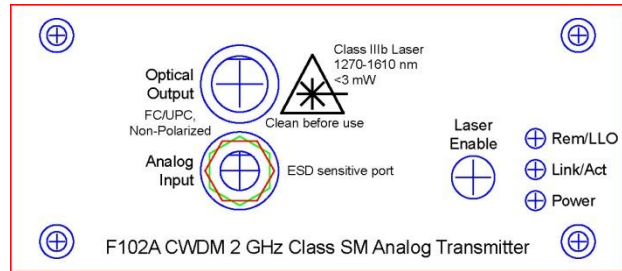 Class IIIb Laser
1270-1610 nm
<3 mW
Optical
Output
FC/UPC,
Non-Polarized
Clean before use
Analog
Input
ESD sensitive port
Laser
Enable
Rem/LLO
Link/Act
Power
F102A CWDM 2 GHz Class SM Analog Transmitter